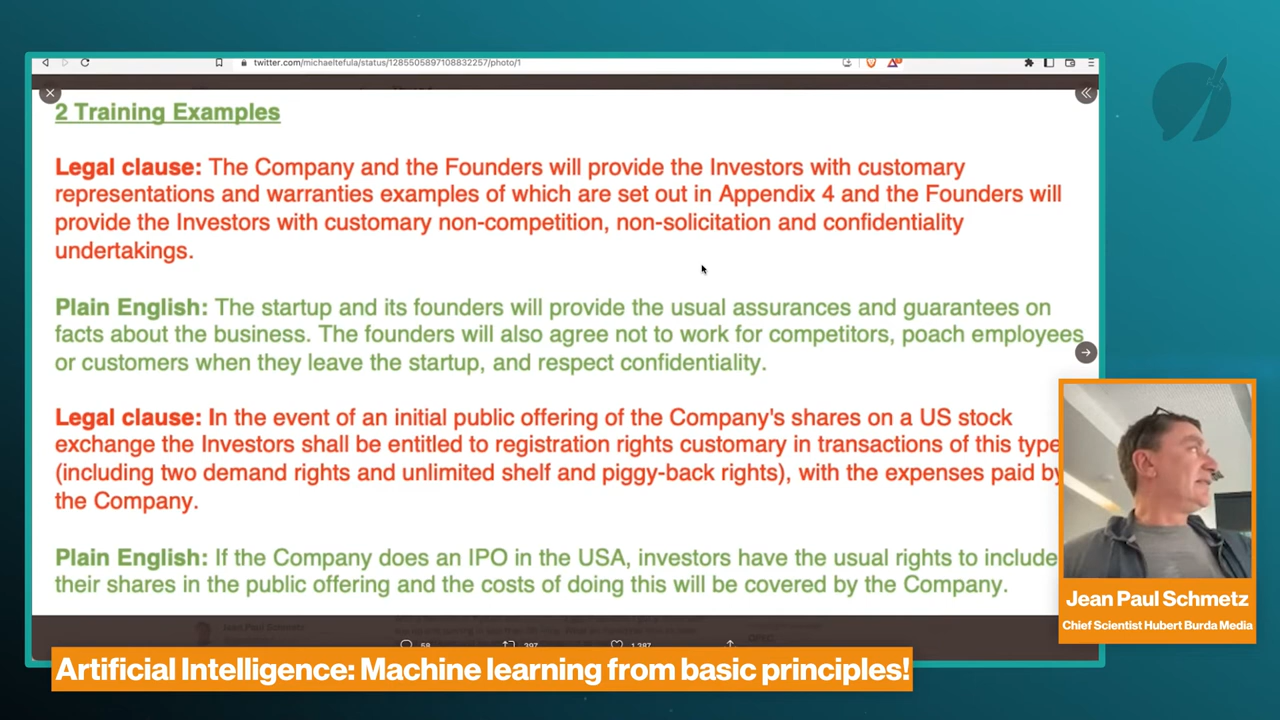 twitter.com/michaeltefula/status/1285505897108832257/photo/1
2 Training Examples
Legal clause: The Company and the Founders will provide the Investors with customary
representations and warranties examples of which are set out in Appendix 4 and the Founders will
provide the Investors with customary non-competition, non-solicitation and confidentiality
undertakings.
Plain English: The startup and its founders will provide the usual assurances and guarantees on
facts about the business. The founders will also agree not to work for competitors, poach employees
or customers when they leave the startup, and respect confidentiality.
Legal clause: In the event of an initial public offering of the Company's shares on a US stock
exchange the Investors shall be entitled to registration rights customary in transactions of this type
(including two demand rights and unlimited shelf and piggy-back rights), with the expenses paid by
the Company.
Plain English: If the Company does an IPO in the USA, investors have the usual rights to include
their shares in the public offering and the costs of doing this will be covered by the Company.
58 397 1,387
Jean Paul Schmetz
Chief Scientist Hubert Burda Media
Artificial Intelligence: Machine learning from basic principles!